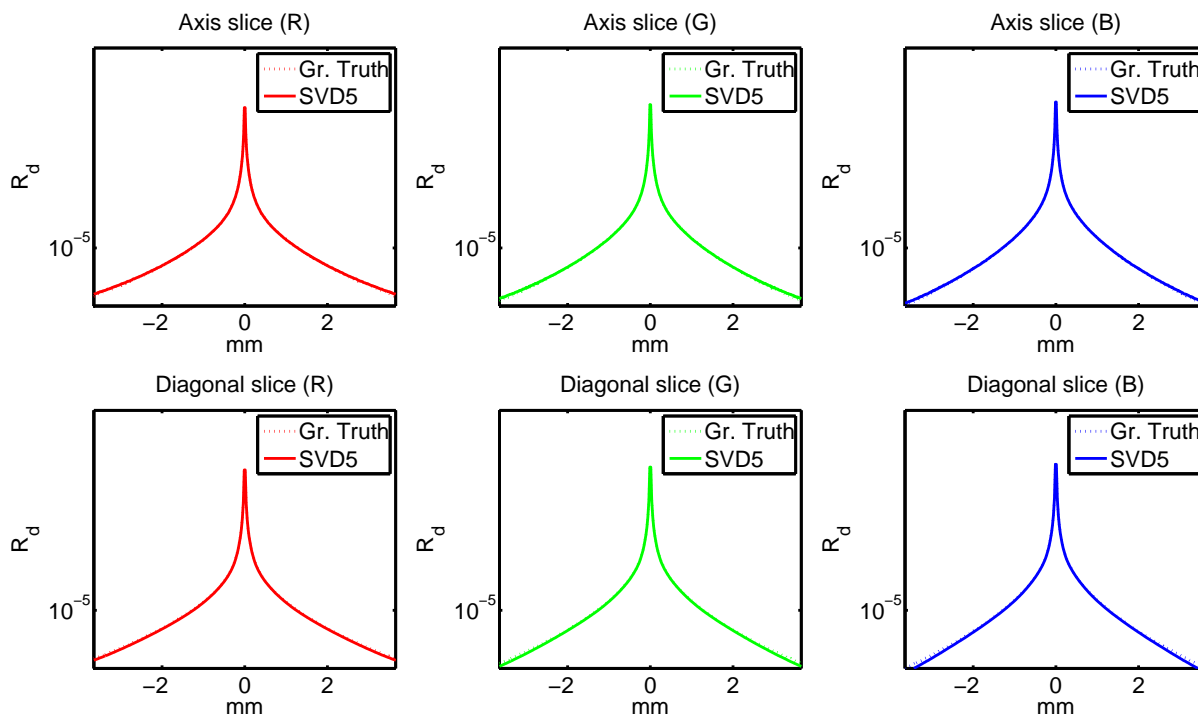 Axis slice (R)
Axis slice (G)
Axis slice (B)
Gr. Truth
SVD5
Gr. Truth
SVD5
Gr. Truth
SVD5
R_d
R_d
R_d
10^−5
10^−5
10^−5
−2 0 2
−2 0 2
−2 0 2
mm
mm
mm
Diagonal slice (R)
Diagonal slice (G)
Diagonal slice (B)
Gr. Truth
SVD5
Gr. Truth
SVD5
Gr. Truth
SVD5
R_d
R_d
R_d
10^−5
10^−5
10^−5
−2 0 2
−2 0 2
−2 0 2
mm
mm
mm